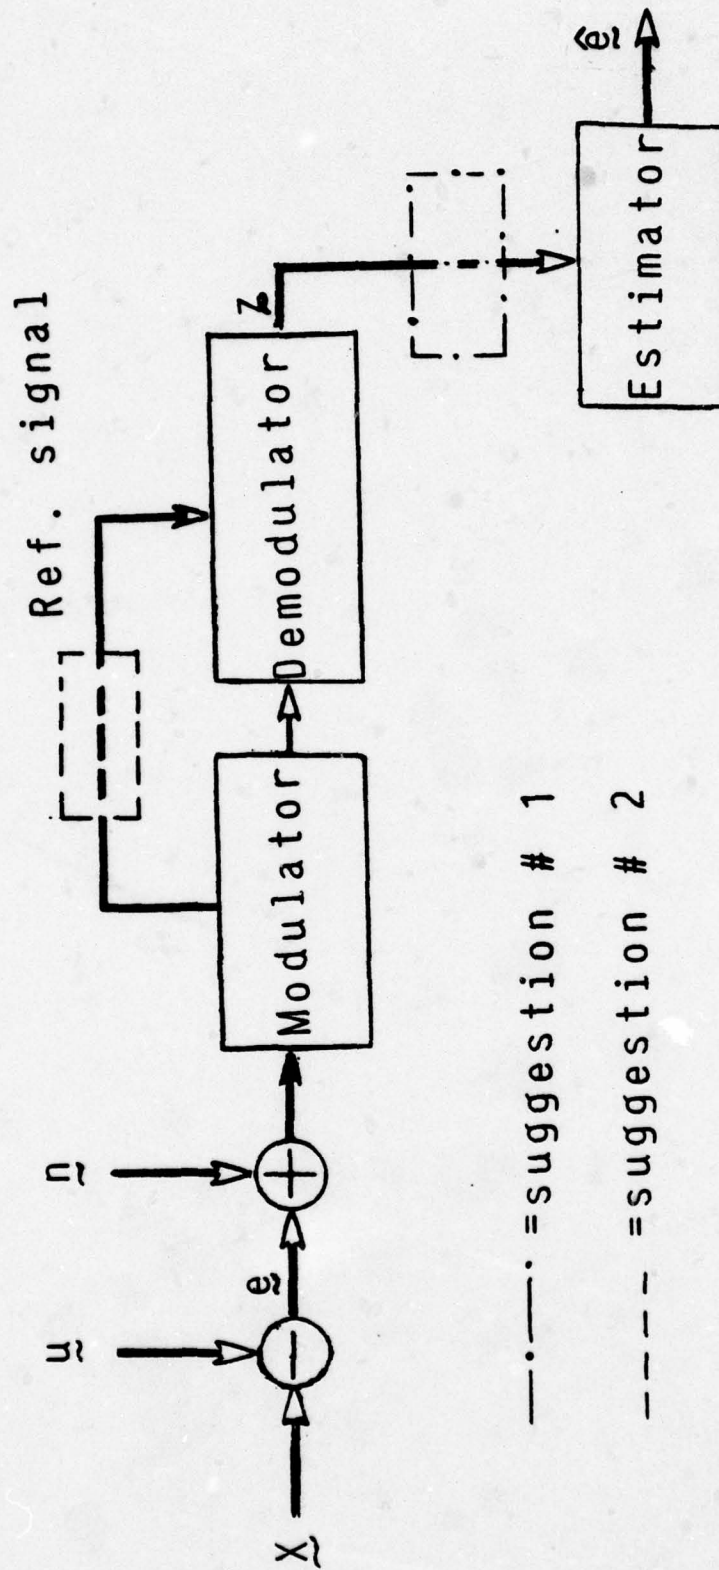 X̰
ṵ
ḛ
ñ
Modulator
Ref. signal
Demodulator
z
Estimator
ḛ̂
—·—· =suggestion # 1
---- =suggestion # 2